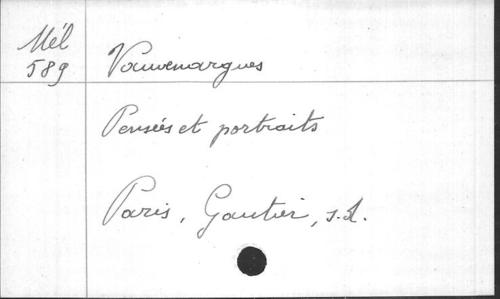 Mél
589
Vauvenargues
Pensées et portraits
Paris, Gautier, s.d.